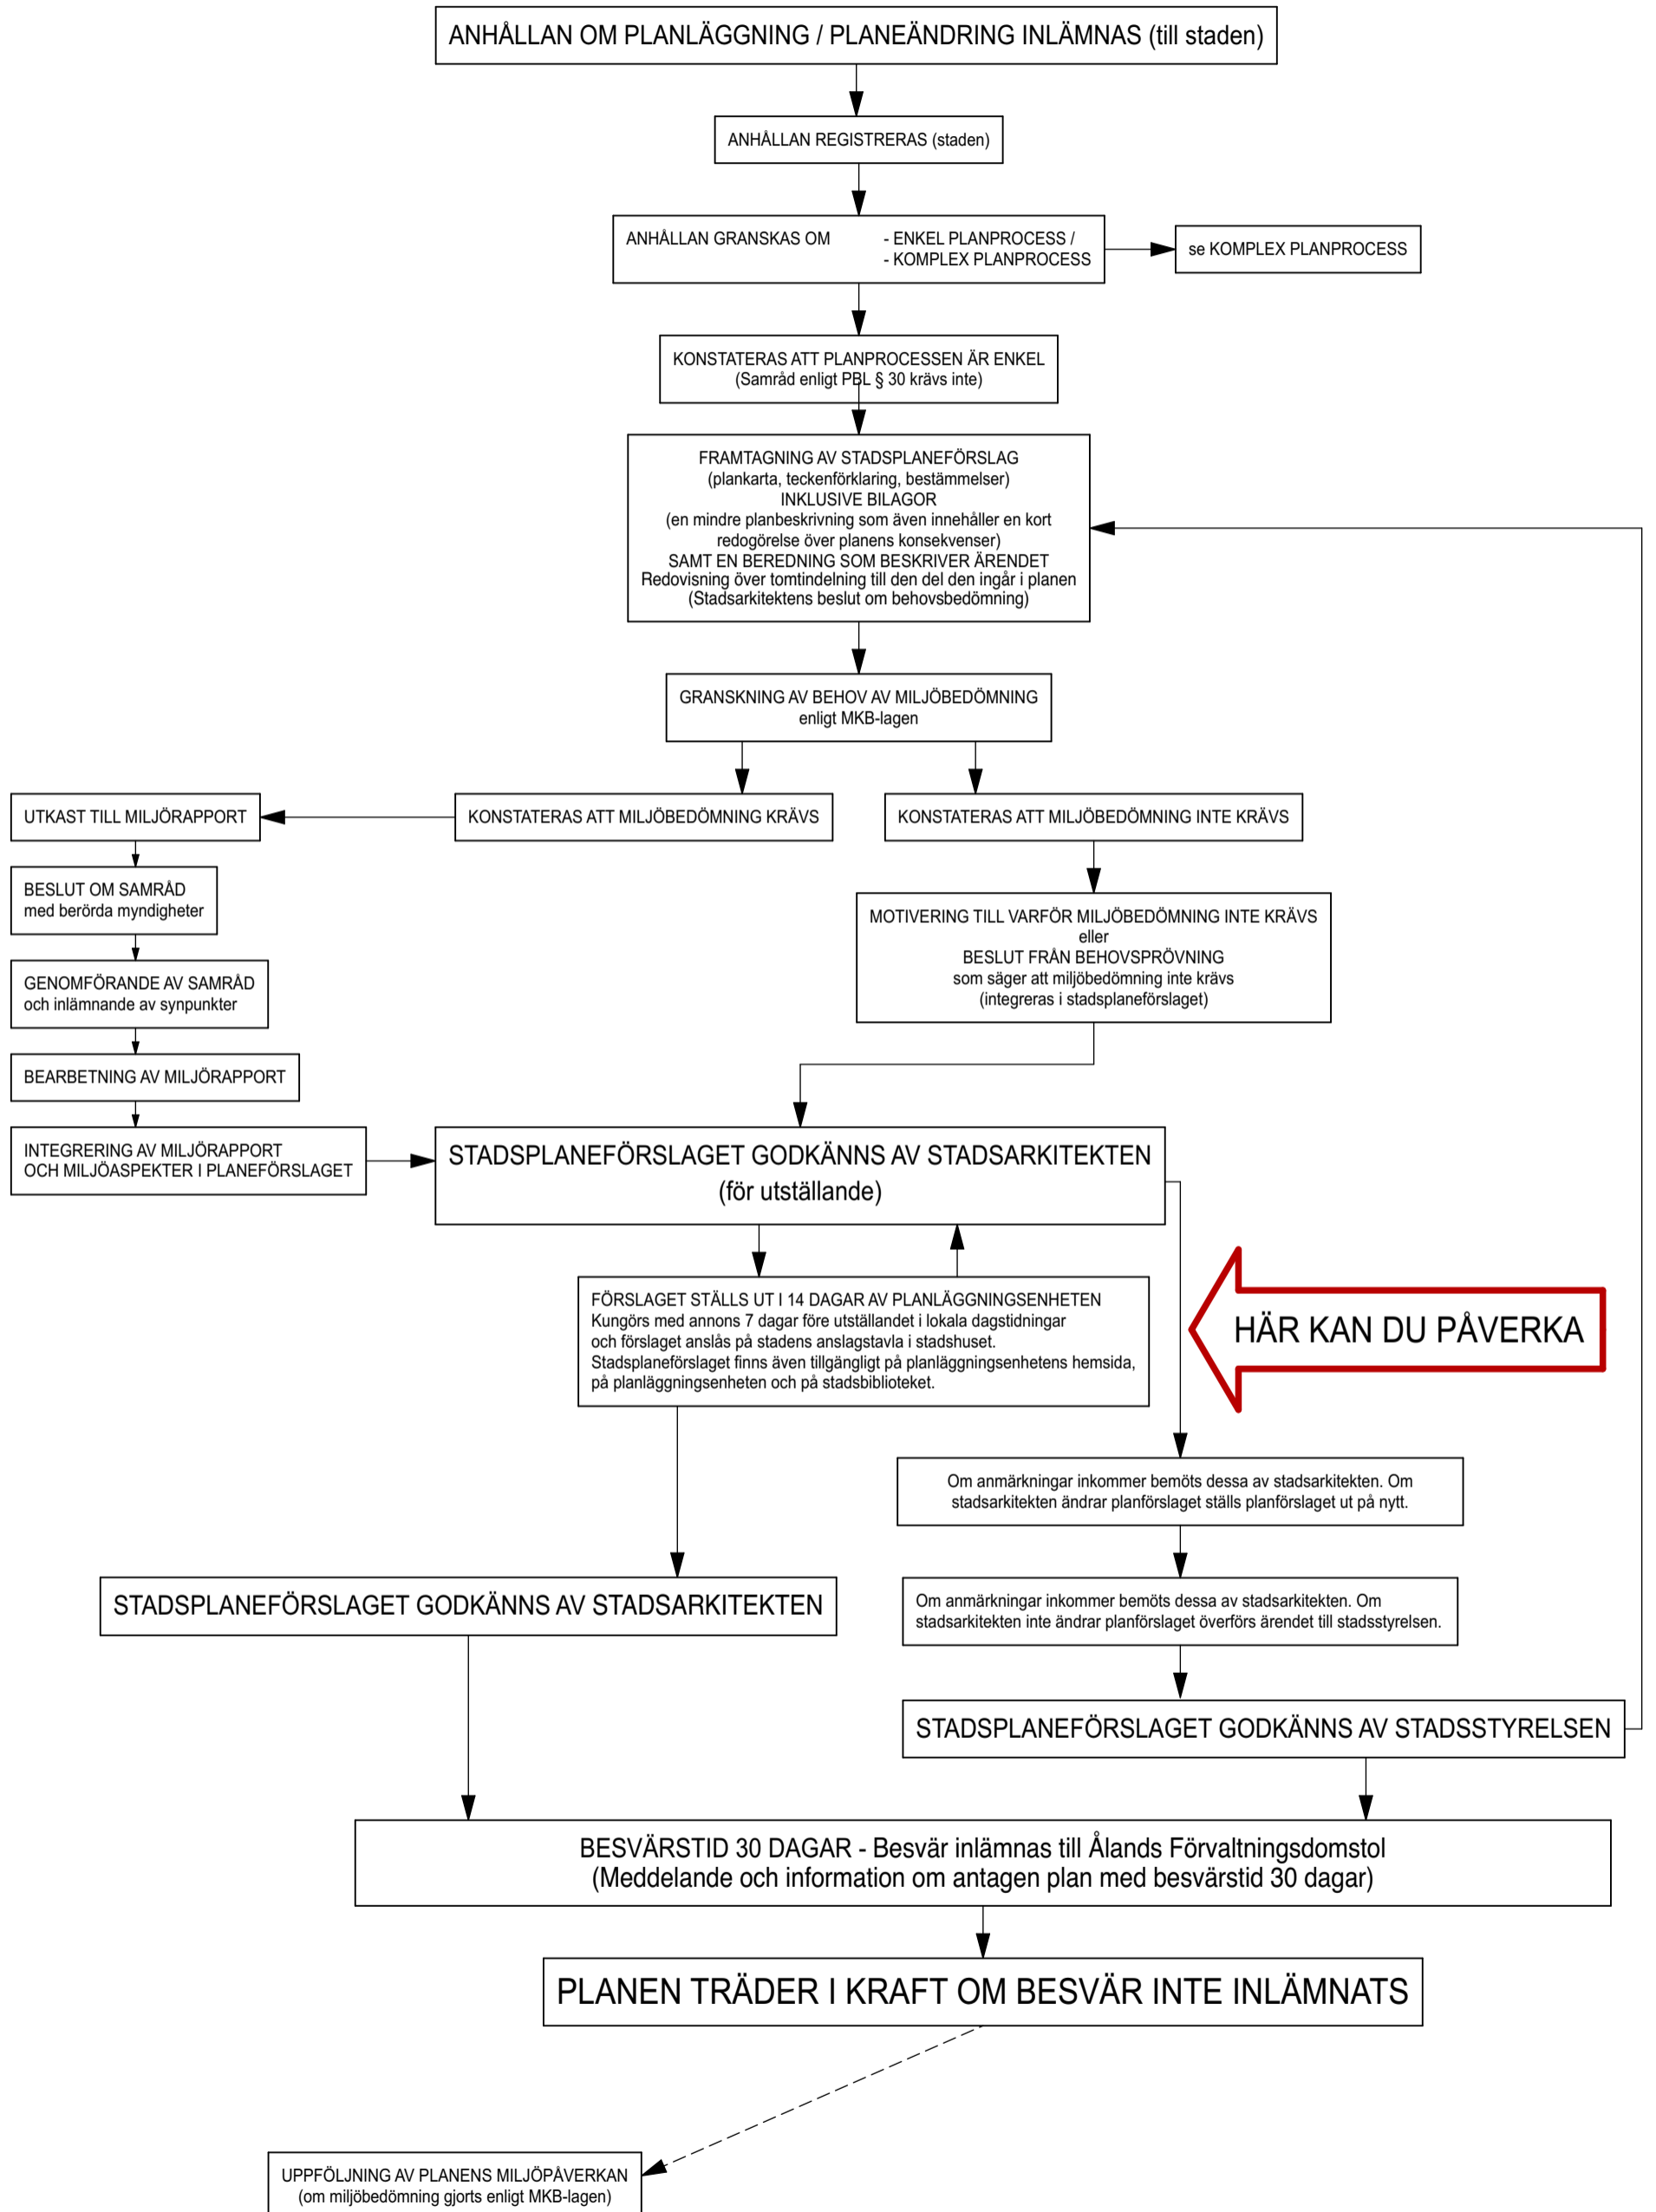 ANHÅLLAN OM PLANLÄGGNING / PLANEÄNDRING INLÄMNAS (till staden)
ANHÅLLAN REGISTRERAS (staden)
ANHÅLLAN GRANSKAS OM - ENKEL PLANPROCESS /
- KOMPLEX PLANPROCESS
se KOMPLEX PLANPROCESS
KONSTATERAS ATT PLANPROCESSEN ÄR ENKEL
(Samråd enligt PBL § 30 krävs inte)
FRAMTAGNING AV STADSPLANEFÖRSLAG
(plankarta, teckenförklaring, bestämmelser)
INKLUSIVE BILAGOR
(en mindre planbeskrivning som även innehåller en kort
redogörelse över planens konsekvenser)
SAMT EN BEREDNING SOM BESKRIVER ÄRENDET
Redovisning över tomtindelning till den del den ingår i planen
(Stadsarkitektens beslut om behovsbedömning)
GRANSKNING AV BEHOV AV MILJÖBEDÖMNING
enligt MKB-lagen
UTKAST TILL MILJÖRAPPORT
KONSTATERAS ATT MILJÖBEDÖMNING KRÄVS
KONSTATERAS ATT MILJÖBEDÖMNING INTE KRÄVS
BESLUT OM SAMRÅD
med berörda myndigheter
MOTIVERING TILL VARFÖR MILJÖBEDÖMNING INTE KRÄVS
eller
BESLUT FRÅN BEHOVSPRÖVNING
som säger att miljöbedömning inte krävs
(integreras i stadsplaneförslaget)
GENOMFÖRANDE AV SAMRÅD
och inlämnande av synpunkter
BEARBETNING AV MILJÖRAPPORT
INTEGRERING AV MILJÖRAPPORT
OCH MILJÖASPEKTER I PLANEFÖRSLAGET
STADSPLANEFÖRSLAGET GODKÄNNS AV STADSARKITEKTEN
(för utställande)
FÖRSLAGET STÄLLS UT I 14 DAGAR AV PLANLÄGGNINGSENHETEN
Kungörs med annons 7 dagar före utställandet i lokala dagstidningar
och förslaget anslås på stadens anslagstavla i stadshuset.
Stadsplaneförslaget finns även tillgängligt på planläggningsenhetens hemsida,
på planläggningsenheten och på stadsbiblioteket.
HÄR KAN DU PÅVERKA
Om anmärkningar inkommer bemöts dessa av stadsarkitekten. Om
stadsarkitekten ändrar planförslaget ställs planförslaget ut på nytt.
STADSPLANEFÖRSLAGET GODKÄNNS AV STADSARKITEKTEN
Om anmärkningar inkommer bemöts dessa av stadsarkitekten. Om
stadsarkitekten inte ändrar planförslaget överförs ärendet till stadsstyrelsen.
STADSPLANEFÖRSLAGET GODKÄNNS AV STADSSTYRELSEN
BESVÄRSTID 30 DAGAR - Besvär inlämnas till Ålands Förvaltningsdomstol
(Meddelande och information om antagen plan med besvärstid 30 dagar)
PLANEN TRÄDER I KRAFT OM BESVÄR INTE INLÄMNATS
UPPFÖLJNING AV PLANENS MILJÖPÅVERKAN
(om miljöbedömning gjorts enligt MKB-lagen)